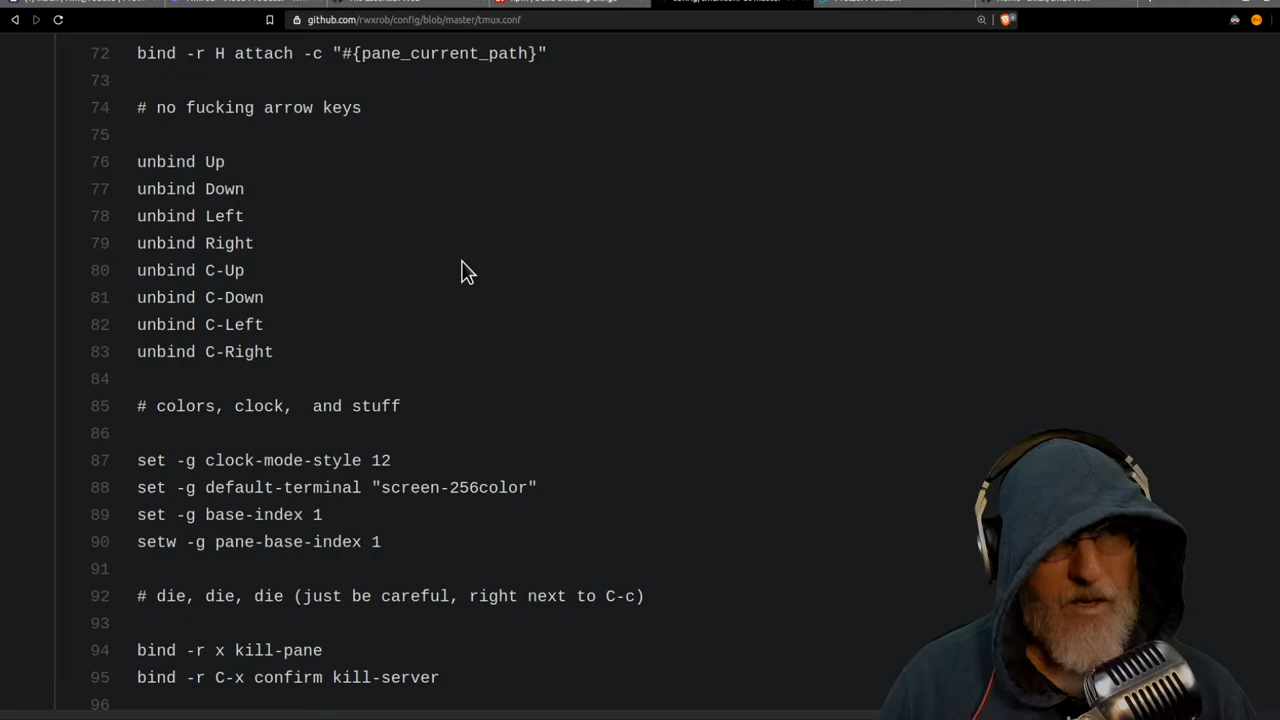 github.com/rwxrob/config/blob/master/tmux.conf
72 bind -r H attach -c "#{pane_current_path}"
73
74 # no fucking arrow keys
75
76 unbind Up
77 unbind Down
78 unbind Left
79 unbind Right
80 unbind C-Up
81 unbind C-Down
82 unbind C-Left
83 unbind C-Right
84
85 # colors, clock,  and stuff
86
87 set -g clock-mode-style 12
88 set -g default-terminal "screen-256color"
89 set -g base-index 1
90 setw -g pane-base-index 1
91
92 # die, die, die (just be careful, right next to C-c)
93
94 bind -r x kill-pane
95 bind -r C-x confirm kill-server
96